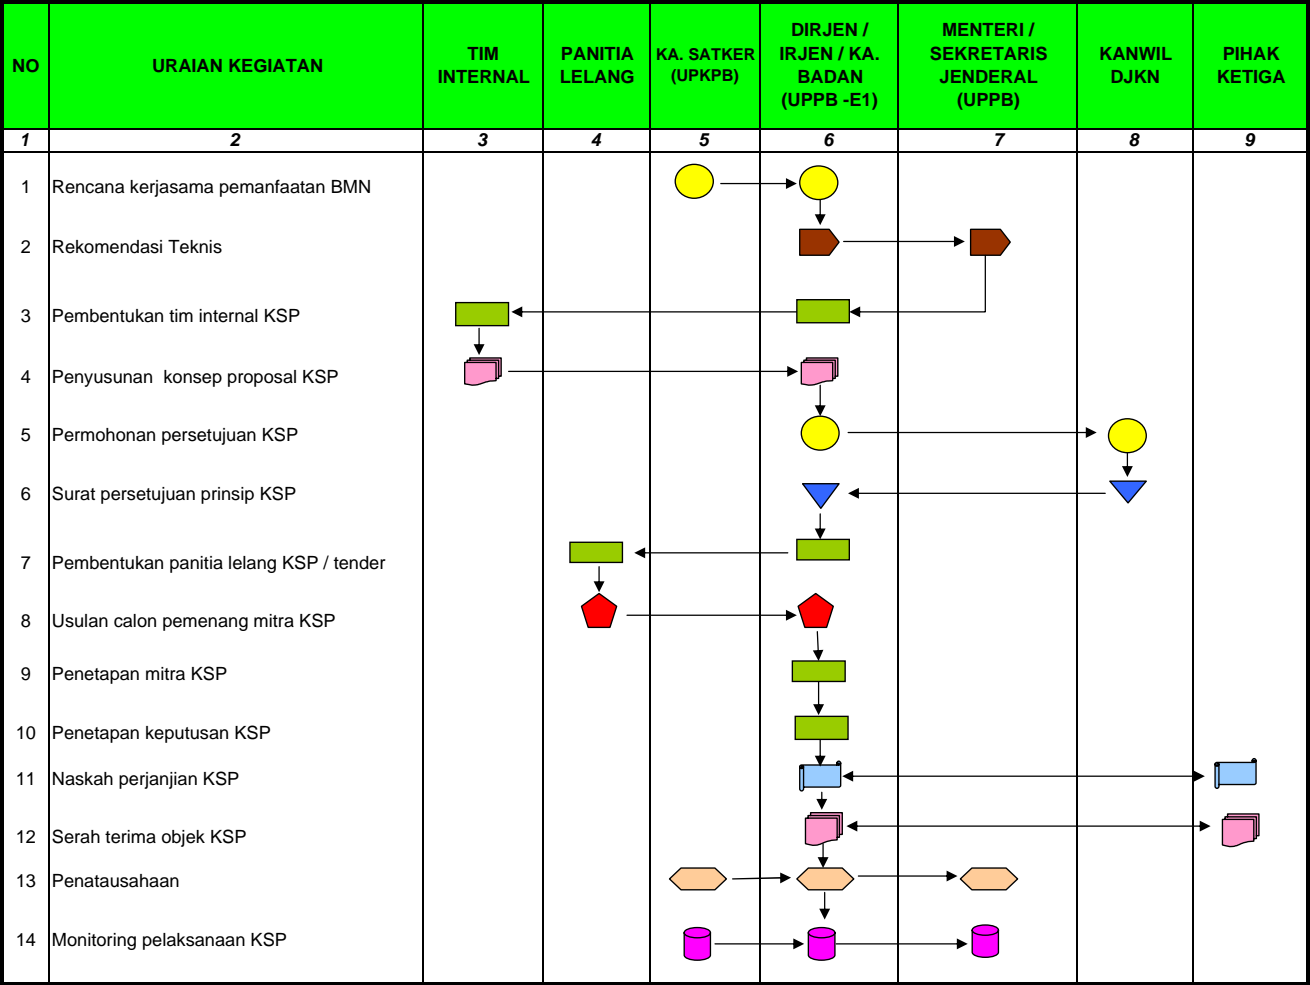 NO
URAIAN KEGIATAN
TIM
INTERNAL
PANITIA
LELANG
KA. SATKER
(UPKPB)
DIRJEN /
IRJEN / KA.
BADAN
(UPPB -E1)
MENTERI /
SEKRETARIS
JENDERAL
(UPPB)
KANWIL
DJKN
PIHAK
KETIGA
1 2 3 4 5 6 7 8 9
1 Rencana kerjasama pemanfaatan BMN
2 Rekomendasi Teknis
3 Pembentukan tim internal KSP
4 Penyusunan konsep proposal KSP
5 Permohonan persetujuan KSP
6 Surat persetujuan prinsip KSP
7 Pembentukan panitia lelang KSP / tender
8 Usulan calon pemenang mitra KSP
9 Penetapan mitra KSP
10 Penetapan keputusan KSP
11 Naskah perjanjian KSP
12 Serah terima objek KSP
13 Penatausahaan
14 Monitoring pelaksanaan KSP